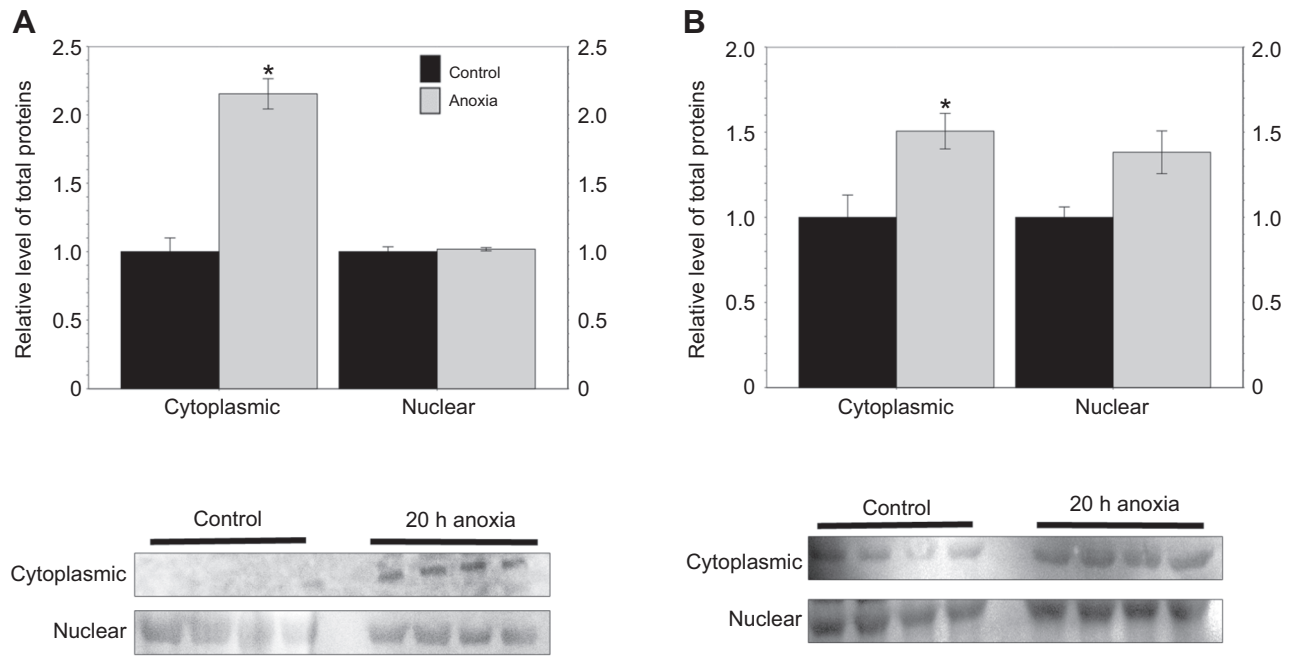 A
2.5
2.0
1.5
1.0
0.5
0
Relative level of total proteins
*
Control
Anoxia
2.5
2.0
1.5
1.0
0.5
0
Cytoplasmic
Nuclear
Control
20 h anoxia
Cytoplasmic
Nuclear
B
2.0
1.5
1.0
0.5
0
Relative level of total proteins
*
2.0
1.5
1.0
0.5
0
Cytoplasmic
Nuclear
Control
20 h anoxia
Cytoplasmic
Nuclear